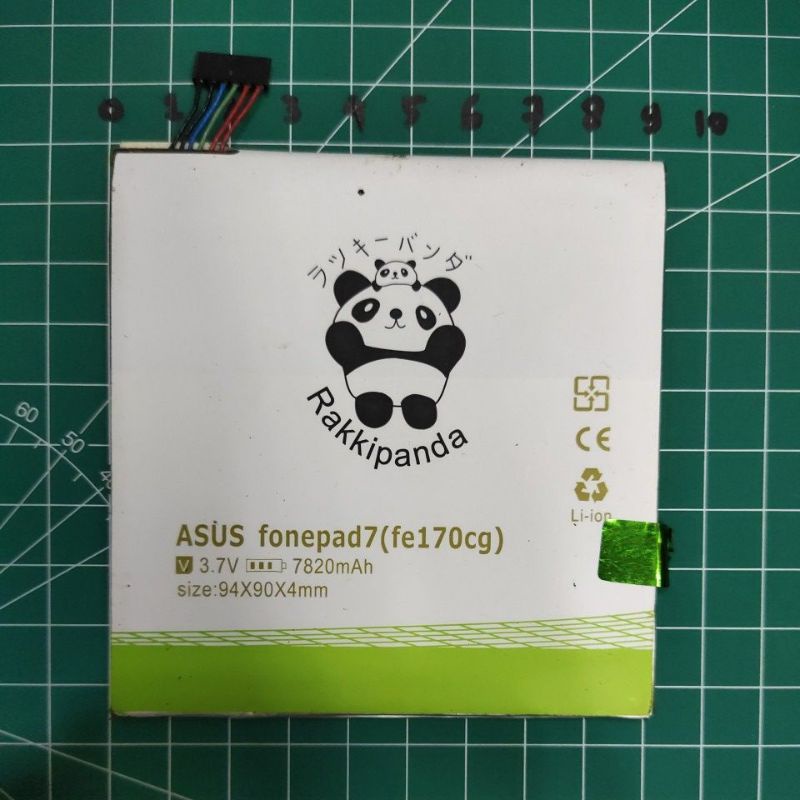 0 1 2 3 4 5 6 7 8 9 10
ラッキーパンダ
Rakkipanda
CE
Li-ion
ASUS fonepad7(fe170cg)
V 3.7V 7820mAh
size:94X90X4mm
60
50